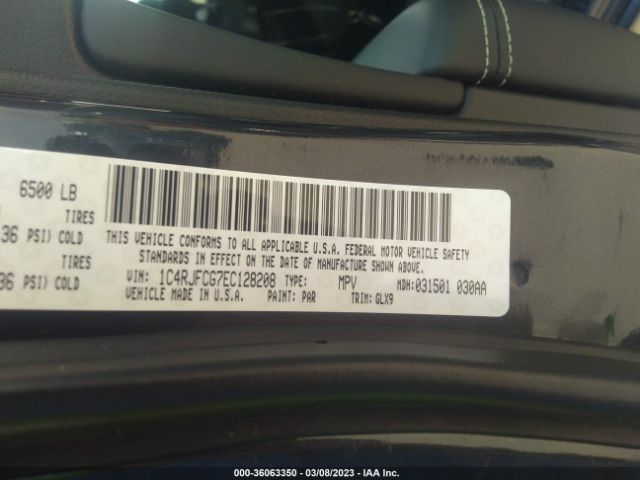 6500 LB
TIRES
36 PSI) COLD
TIRES
36 PSI) COLD
THIS VEHICLE CONFORMS TO ALL APPLICABLE U.S.A. FEDERAL MOTOR VEHICLE SAFETY
STANDARDS IN EFFECT ON THE DATE OF MANUFACTURE SHOWN ABOVE.
VIN: 1C4RJFCG7EC128208 TYPE: MPV MDH:031501 030AA
VEHICLE MADE IN U.S.A. PAINT: PAR TRIM: GLX9
000-36063350 | 03/08/2023 | IAA Inc.